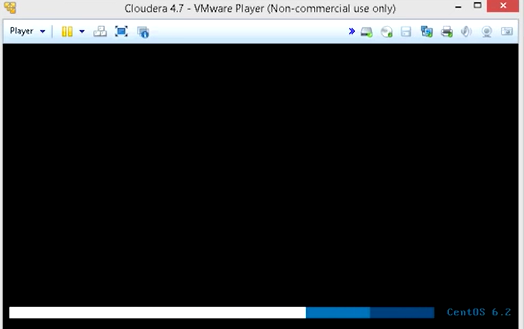 Cloudera 4.7 - VMware Player (Non-commercial use only)
Player
CentOS 6.2